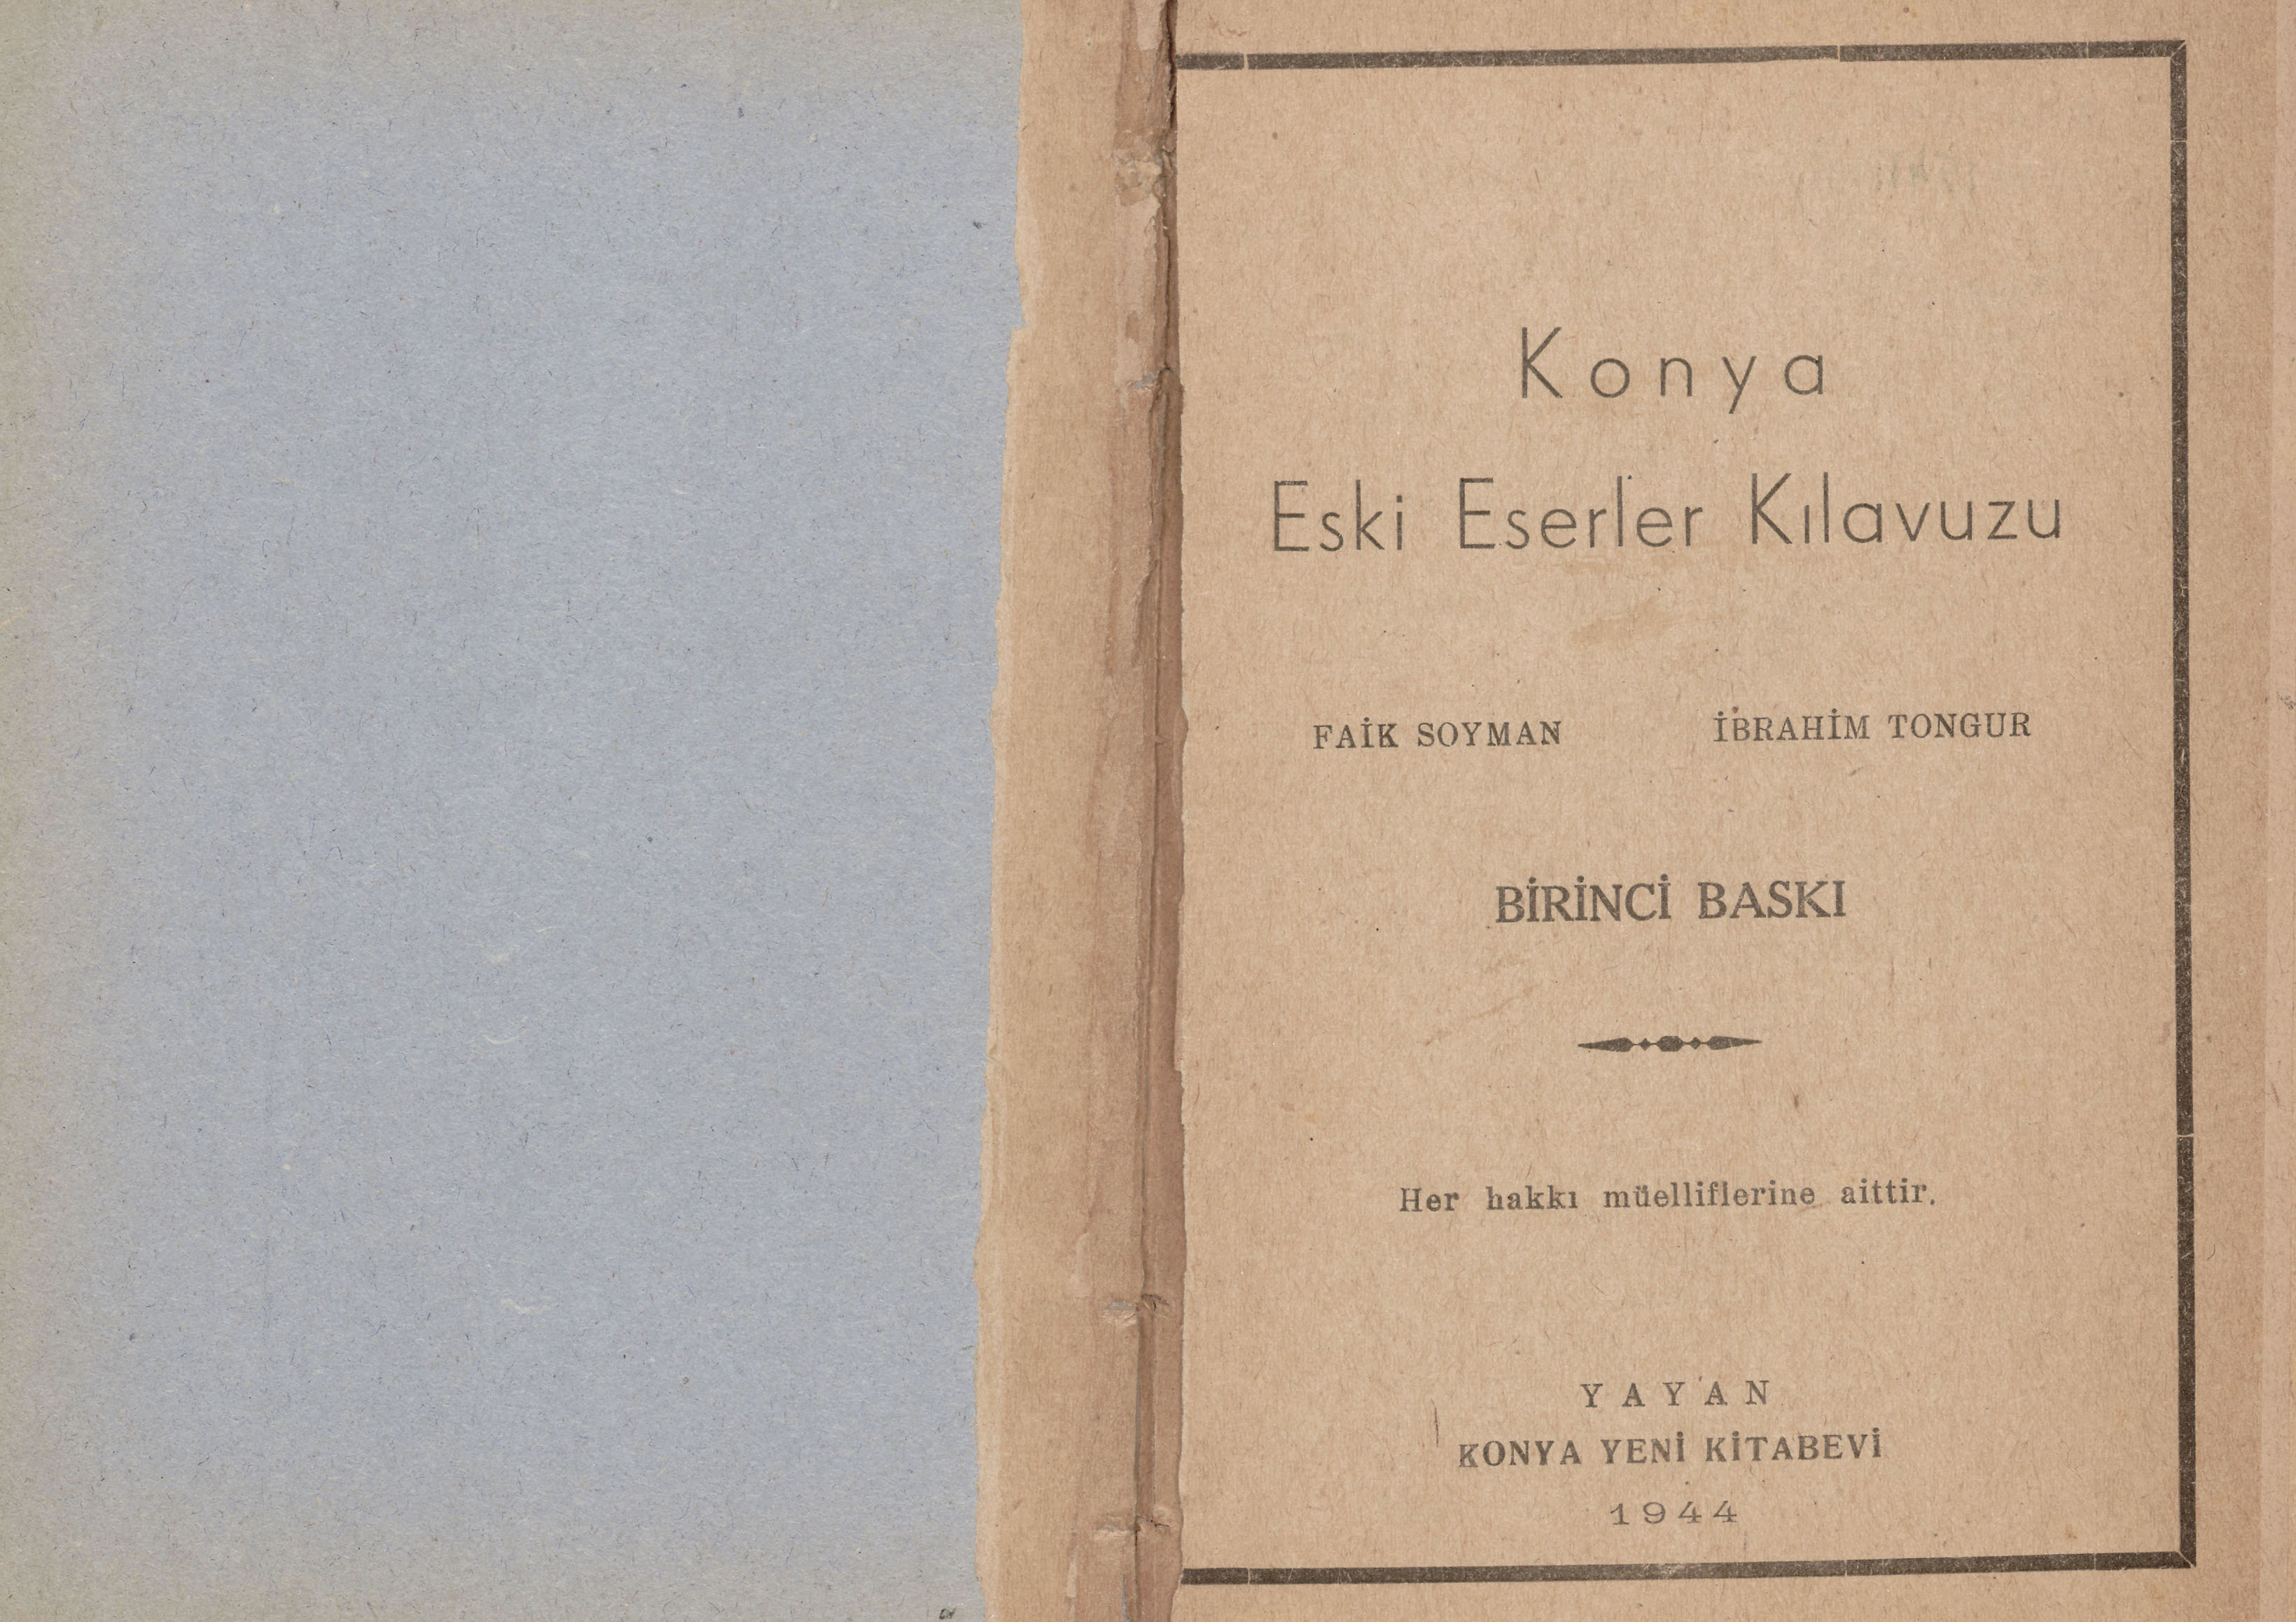 Konya
Eski Eserler Kılavuzu
FAİK SOYMAN İBRAHİM TONGUR
BİRİNCİ BASKI
Her hakkı müelliflerine aittir.
YAYAN
KONYA YENİ KİTABEVİ
1944